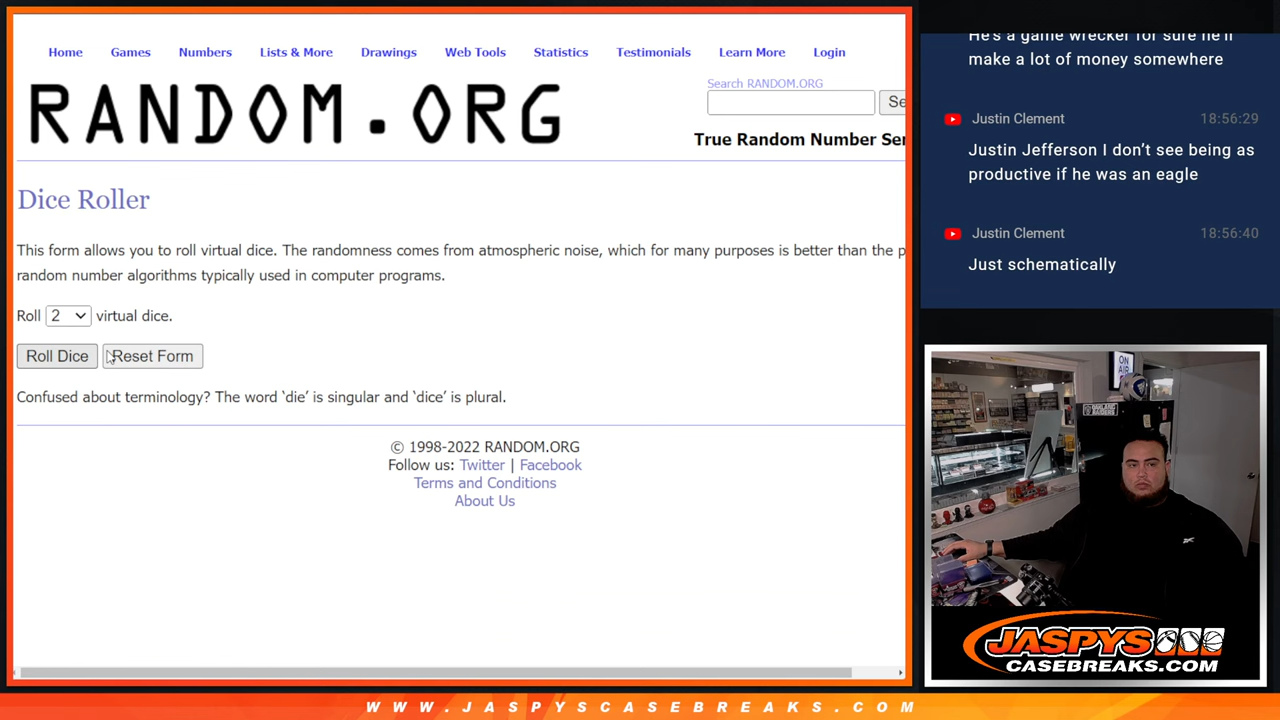 Home Games Numbers Lists & More Drawings Web Tools Statistics Testimonials Learn More Login
RANDOM.ORG
Search RANDOM.ORG
Se
True Random Number Ser
Dice Roller
This form allows you to roll virtual dice. The randomness comes from atmospheric noise, which for many purposes is better than the p
random number algorithms typically used in computer programs.
Roll 2 virtual dice.
Roll Dice Reset Form
Confused about terminology? The word ‘die’ is singular and ‘dice’ is plural.
© 1998-2022 RANDOM.ORG
Follow us: Twitter | Facebook
Terms and Conditions
About Us
He's a game wrecker for sure he'll
make a lot of money somewhere
Justin Clement 18:56:29
Justin Jefferson I don’t see being as
productive if he was an eagle
Justin Clement 18:56:40
Just schematically
ON
AIR
OAKLAND
RAIDERS
JASPYS
CASEBREAKS.COM
WWW.JASPYSCASEBREAKS.COM